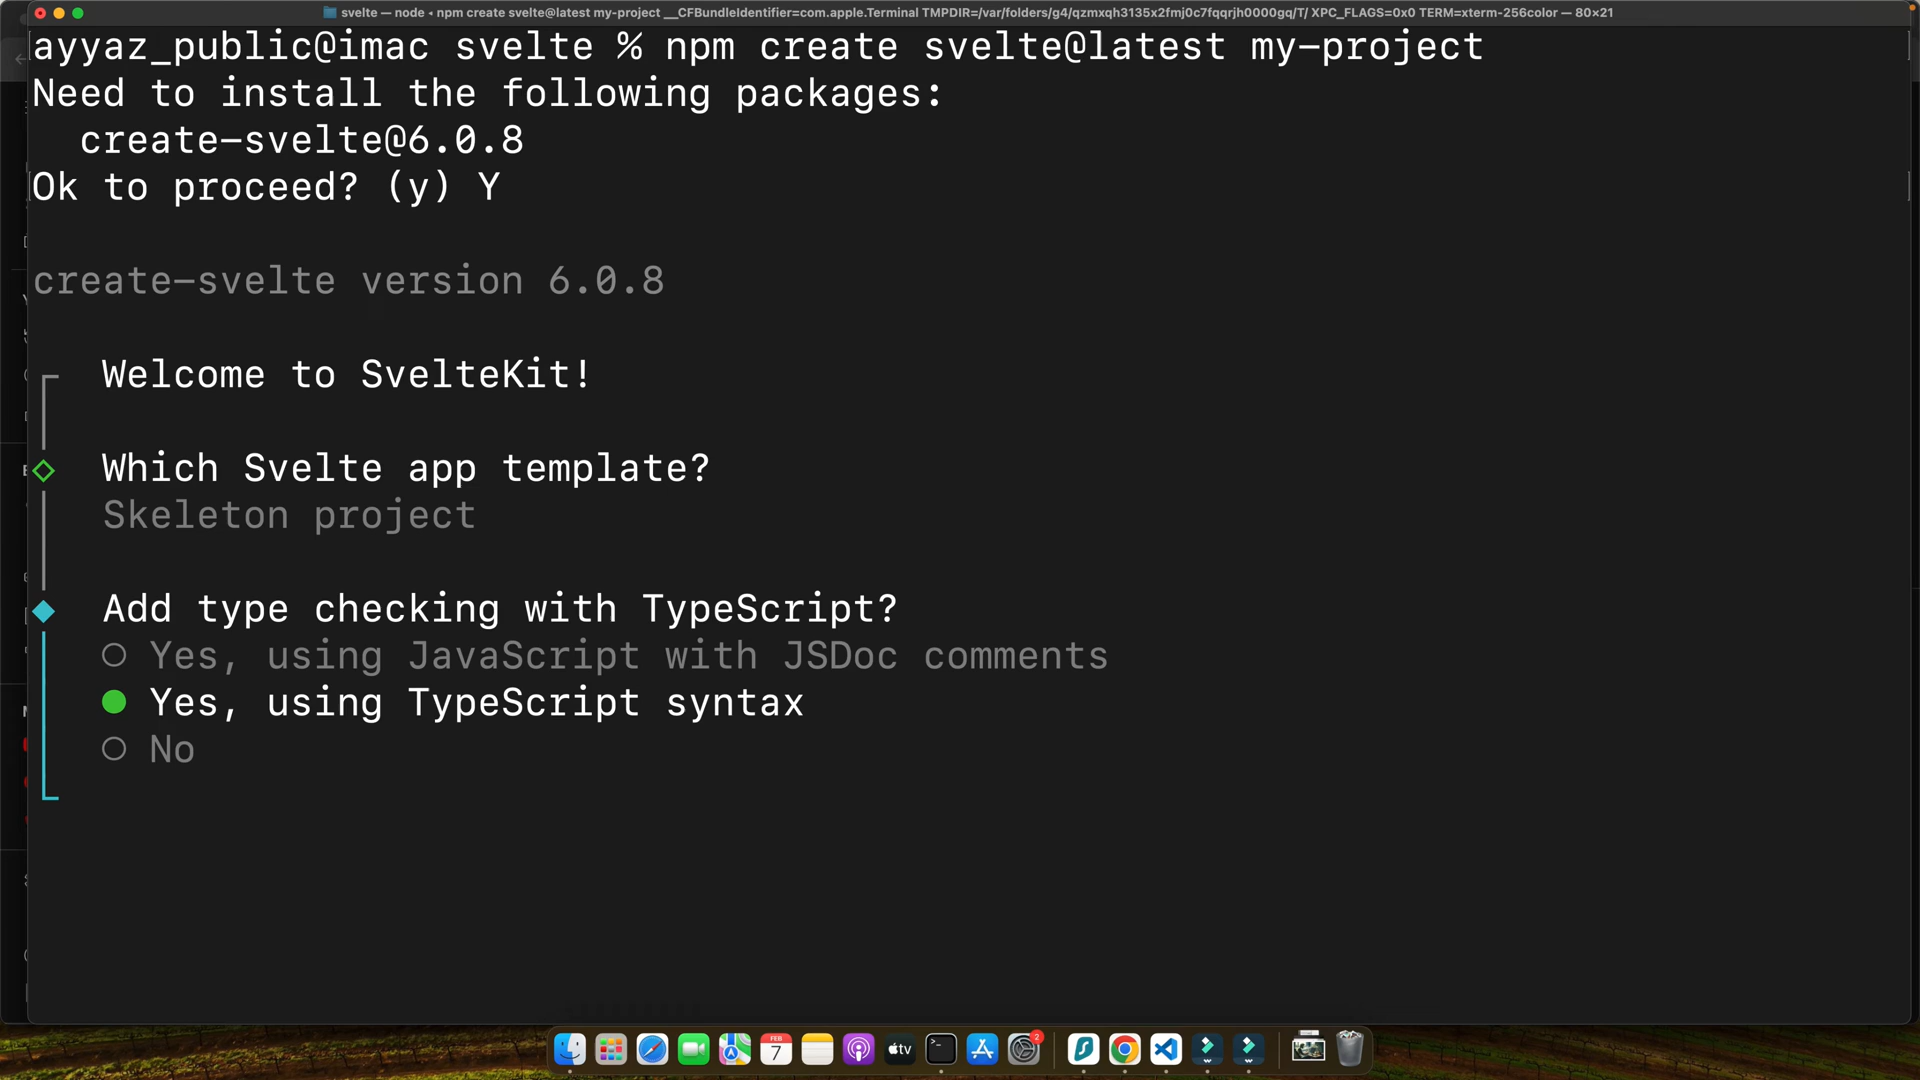 svelte — node ◂ npm create svelte@latest my-project __CFBundleIdentifier=com.apple.Terminal TMPDIR=/var/folders/g4/qzmxqh3135x2fmj0c7fqqrjh0000gq/T/ XPC_FLAGS=0x0 TERM=xterm-256color — 80×21
ayyaz_public@imac svelte % npm create svelte@latest my-project
Need to install the following packages:
create-svelte@6.0.8
Ok to proceed? (y) Y
create-svelte version 6.0.8
Welcome to SvelteKit!
Which Svelte app template?
Skeleton project
Add type checking with TypeScript?
Yes, using JavaScript with JSDoc comments
Yes, using TypeScript syntax
No
FEB
7
tv
2